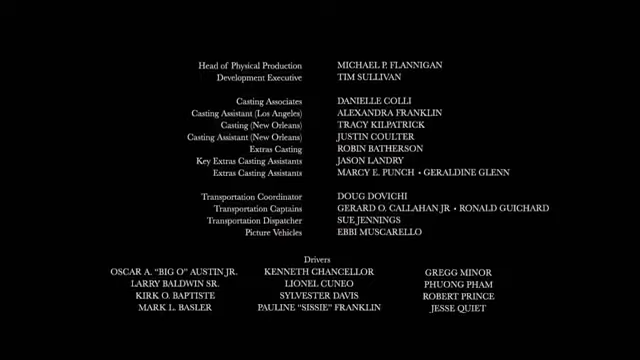 Head of Physical Production MICHAEL P. FLANNIGAN
Development Executive TIM SULLIVAN
Casting Associates DANIELLE COLLI
Casting Assistant (Los Angeles) ALEXANDRA FRANKLIN
Casting (New Orleans) TRACY KILPATRICK
Casting Assistant (New Orleans) JUSTIN COULTER
Extras Casting ROBIN BATHERSON
Key Extras Casting Assistants JASON LANDRY
Extras Casting Assistants MARCY E. PUNCH • GERALDINE GLENN
Transportation Coordinator DOUG DOVICHI
Transportation Captains GERARD O. CALLAHAN JR • RONALD GUICHARD
Transportation Dispatcher SUE JENNINGS
Picture Vehicles EBBI MUSCARELLO
Drivers
OSCAR A. “BIG O” AUSTIN JR. KENNETH CHANCELLOR GREGG MINOR
LARRY BALDWIN SR. LIONEL CUNEO PHUONG PHAM
KIRK O. BAPTISTE SYLVESTER DAVIS ROBERT PRINCE
MARK L. BASLER PAULINE “SISSIE” FRANKLIN JESSE QUIET